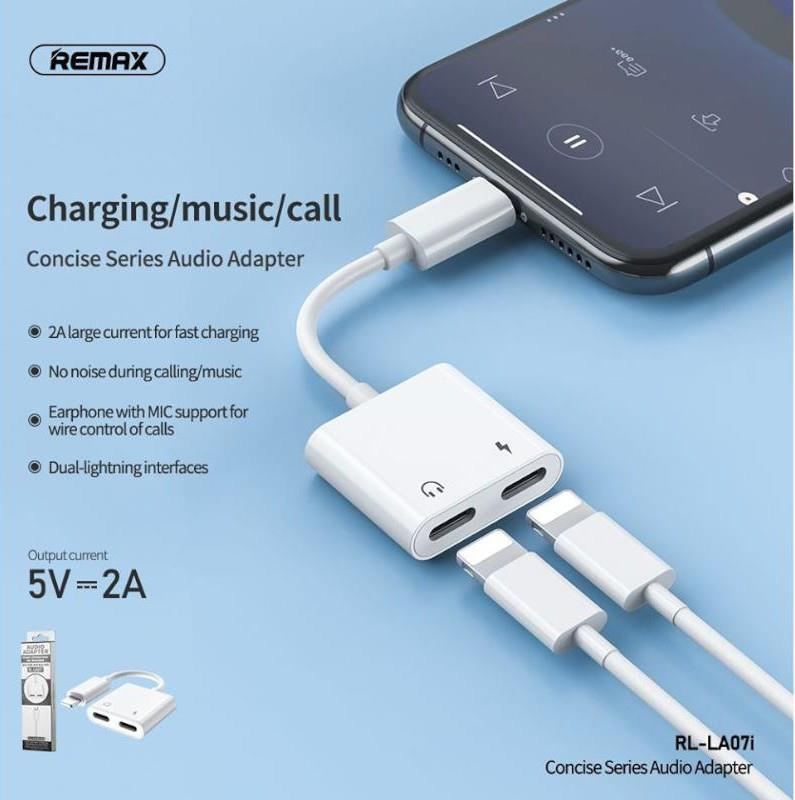 REMAX
Charging/music/call
Concise Series Audio Adapter
2A large current for fast charging
No noise during calling/music
Earphone with MIC support for
wire control of calls
Dual-lightning interfaces
Output current
5V⎓2A
AUDIO
ADAPTER
RL-LA07i
Concise Series Audio Adapter